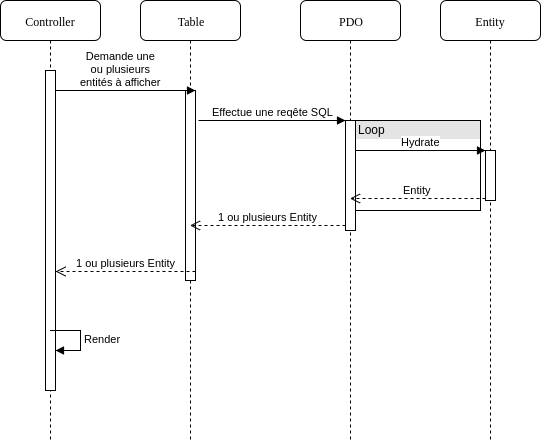 Controller
Table
PDO
Entity
Demande une
ou plusieurs
entités à afficher
Effectue une reqête SQL
Loop
Hydrate
Entity
1 ou plusieurs Entity
1 ou plusieurs Entity
Render